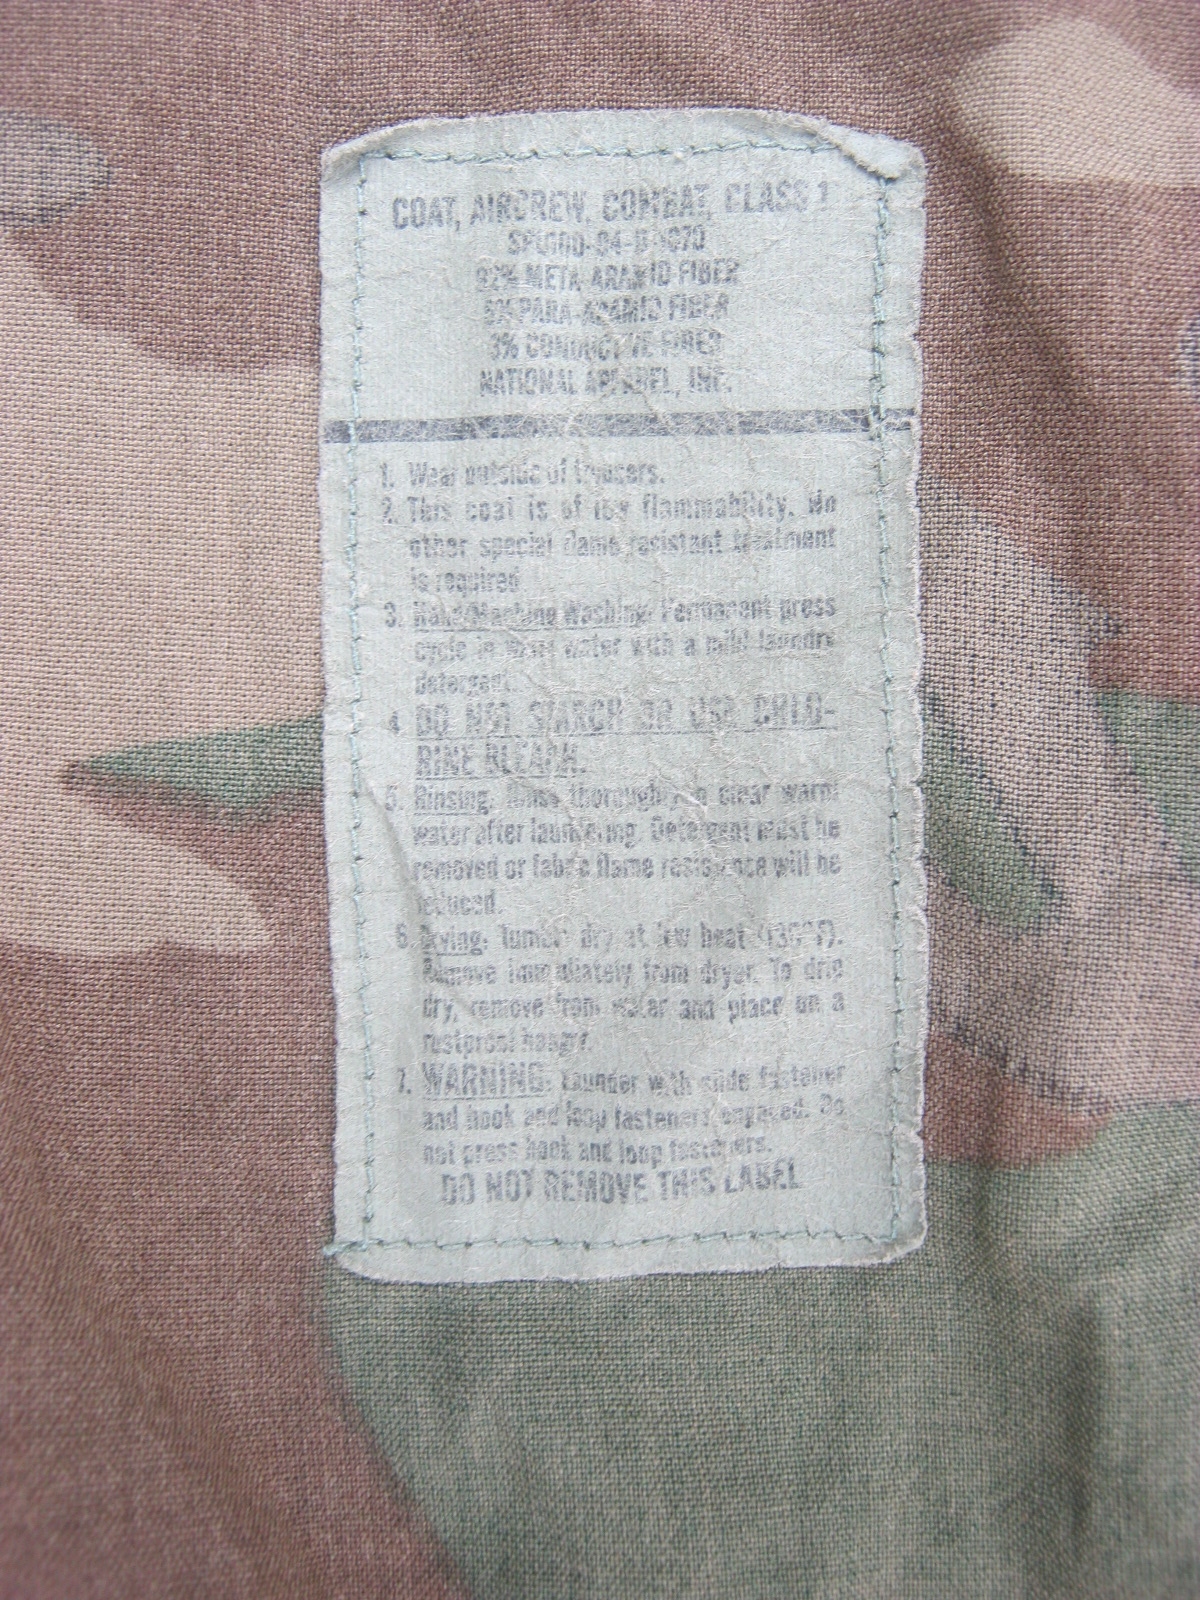 COAT, AIRCREW, COMBAT, CLASS 1
92% META-ARAMID FIBER
5% PARA-ARAMID FIBER
3% CONDUCTIVE FIBER
NATIONAL APPAREL, INC.
1. Wear outside of trousers.
2. This coat is of low flammability. No
other special flame resistant treatment
is required
3. Hand/Machine Washing: Permanent press
cycle in warm water with a mild laundry
detergent.
4. DO NOT STARCH OR USE CHLO-
RINE BLEACH.
5. Rinsing: Rinse thoroughly in clear warm
water after laundering. Detergent must be
removed or fabric flame resistance will be
reduced.
6. Drying: Tumble dry at low heat (130°F).
Remove immediately from dryer. To drip
dry, remove from water and place on a
rustproof hanger.
7. WARNING: Launder with slide fastener
and hook and loop fasteners engaged. Do
not press hook and loop fasteners.
DO NOT REMOVE THIS LABEL